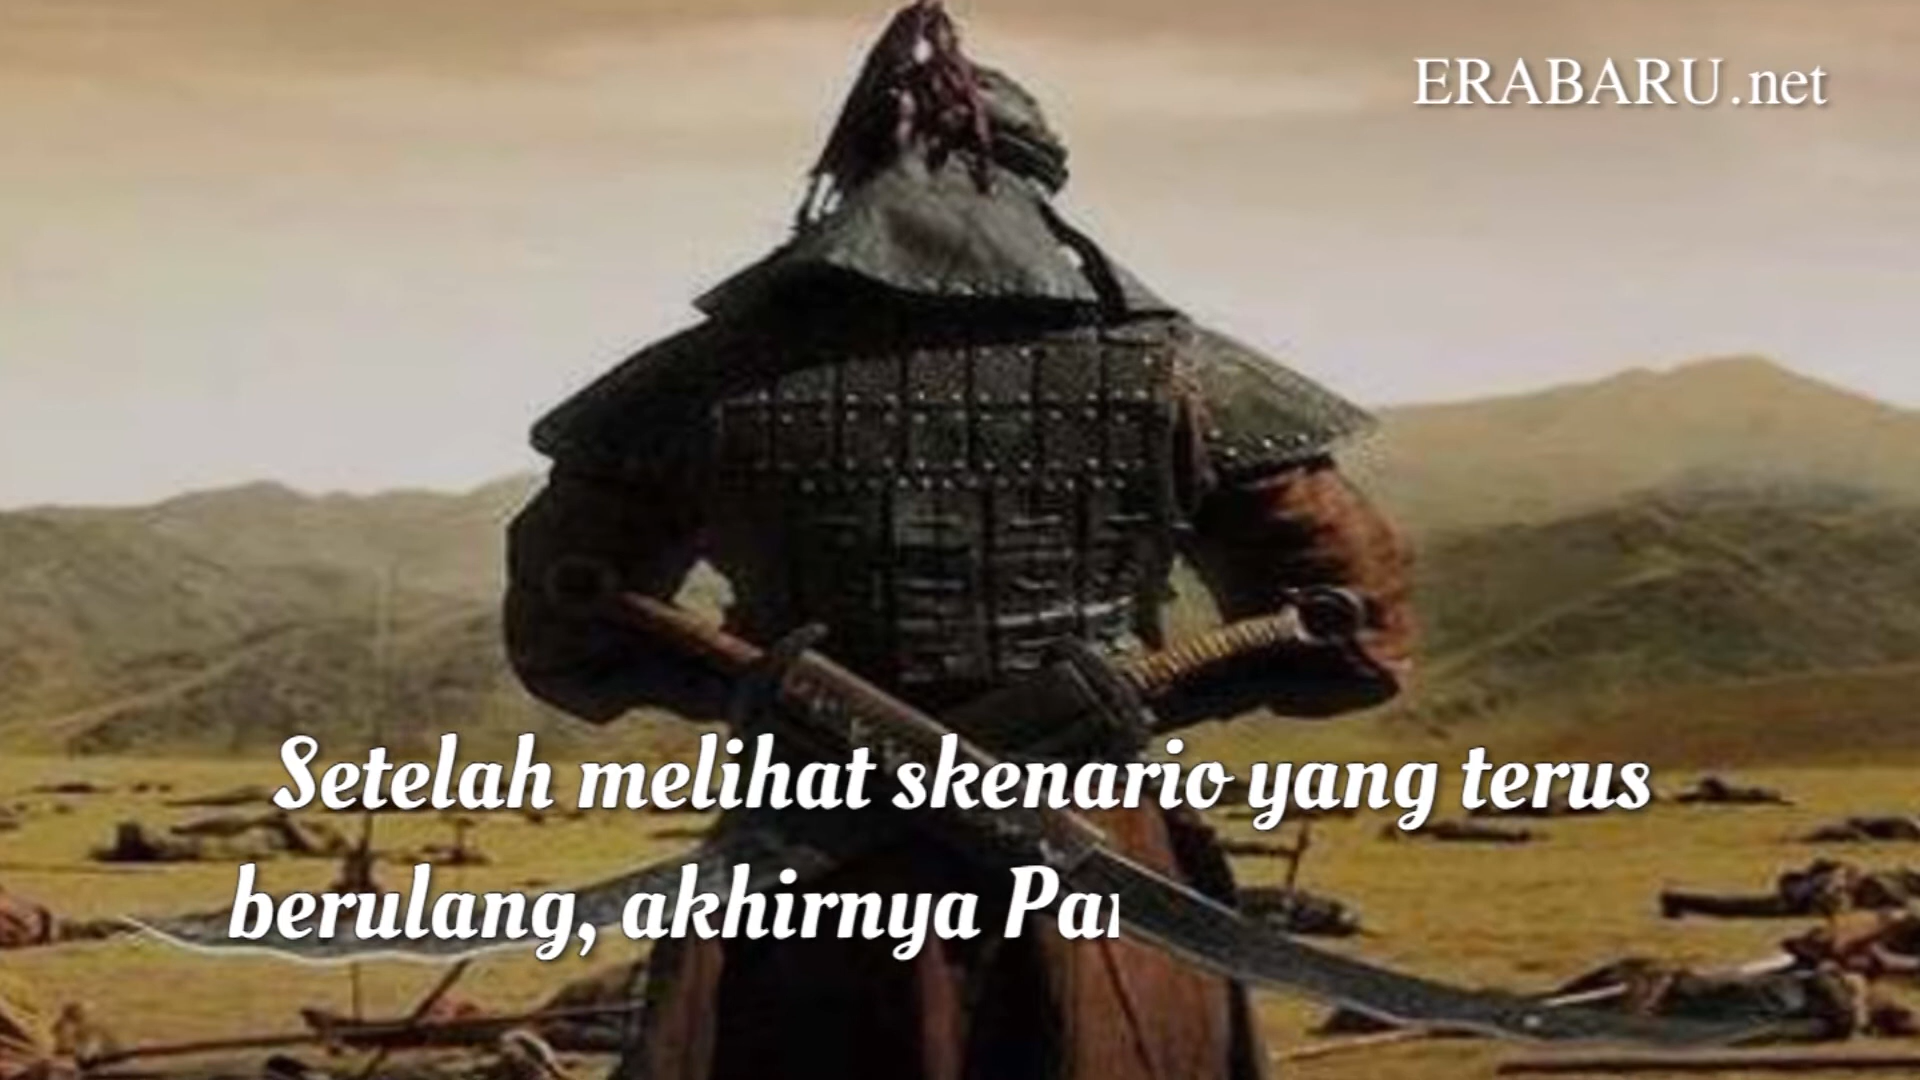 ERABARU.net
Setelah melihat skenario yang terus
berulang, akhirnya